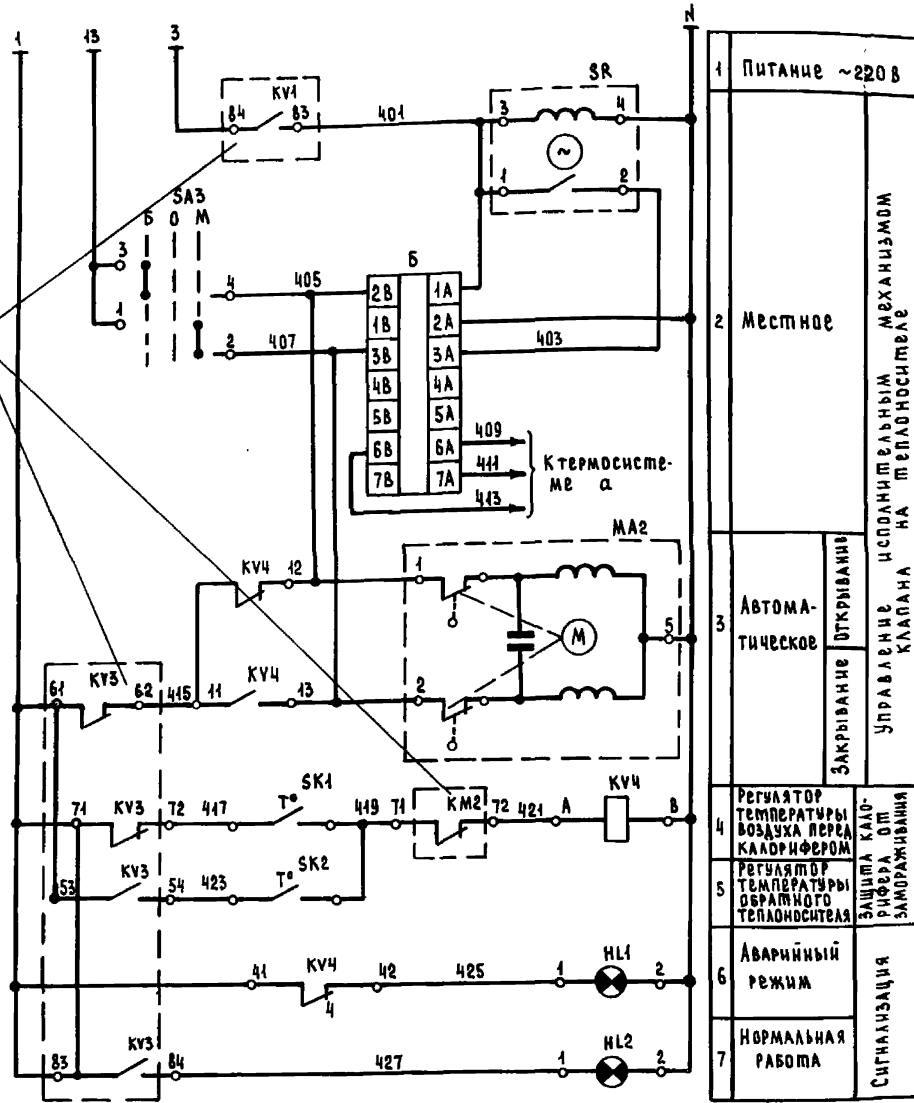 1 13 3 N
KV1
84 83 401
SR
3 4
~
1 2
SA3
Б О М
3
1
4 405
2 407
Б
2В 1А
1В 2А
3В 3А 403
4В 4А
5В 5А
6В 6А 409
7В 7А 411
413
К термосисте-
ме а
МА2
KV4 12 1
М
5
61 KV3 62 415 11 KV4 13 2
71 KV3 72 417 Т° SK1 419 71 КМ2 72 421 А KV4 В
53 KV3 54 423 Т° SK2
41 KV4 42 425 1 HL1 2
4
83 KV3 84 427 1 HL2 2
1 Питание ~220 В
2 Местное
3 Автома-
тическое
Открывание
Закрывание
Управление исполнительным механизмом
клапана на теплоносителе
4 Регулятор
температуры
воздуха перед
калорифером
5 Регулятор
температуры
обратного
теплоносителя
Защита кало-
рифера от
замораживания
6 Аварийный
режим
7 Нормальная
работа
Сигнализация